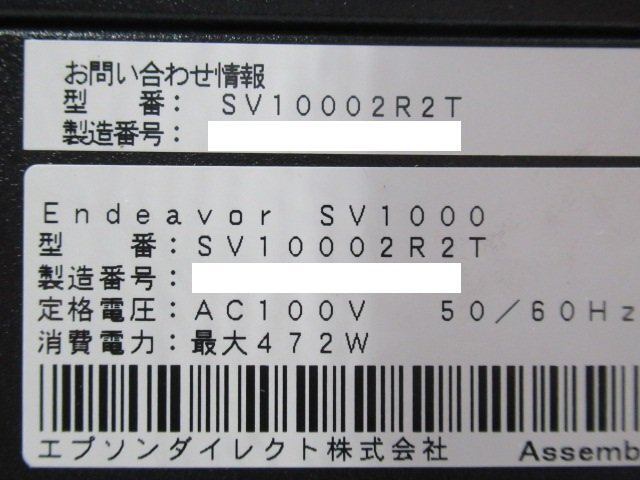 お問い合わせ情報
型　番：　ＳＶ１０００２Ｒ２Ｔ
製造番号：
Ｅｎｄｅａｖｏｒ　ＳＶ１０００
型　番：ＳＶ１０００２Ｒ２Ｔ
製造番号：
定格電圧：ＡＣ１００Ｖ　５０／６０Ｈｚ
消費電力：最大４７２Ｗ
エプソンダイレクト株式会社　Assemb